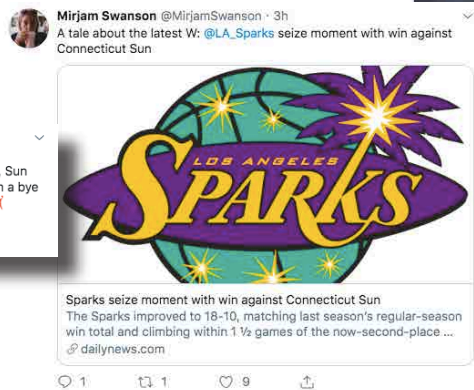 Mirjam Swanson @MirjamSwanson · 3h
A tale about the latest W: @LA_Sparks seize moment with win against
Connecticut Sun
Sun
a bye
LOS ANGELES
SPARKS
Sparks seize moment with win against Connecticut Sun
The Sparks improved to 18-10, matching last season's regular-season
win total and climbing within 1 ½ games of the now-second-place ...
dailynews.com
1 1 9